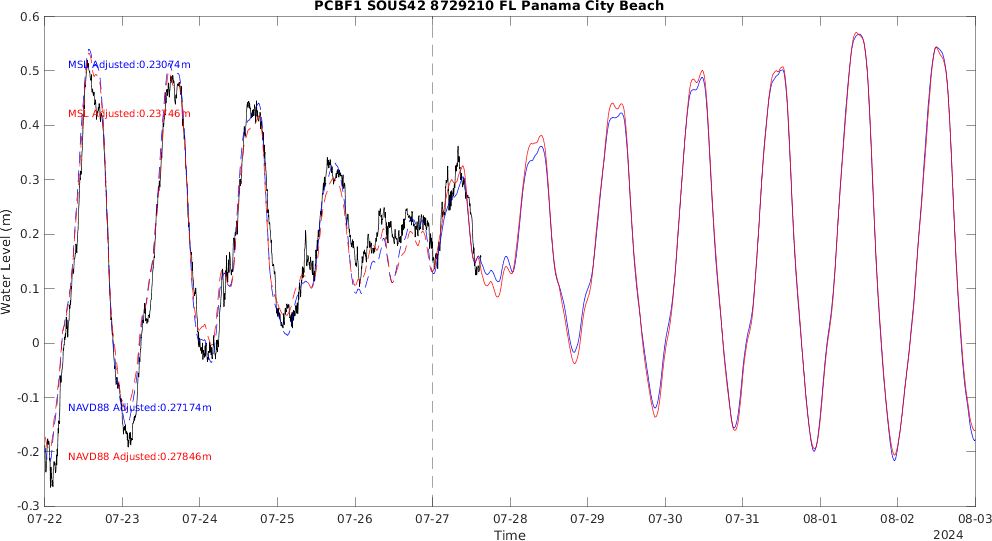 PCBF1 SOUS42 8729210 FL Panama City Beach
Water Level (m)
0.6
0.5
0.4
0.3
0.2
0.1
0
-0.1
-0.2
-0.3
MSL Adjusted:0.23074m
MSL Adjusted:0.23746m
NAVD88 Adjusted:0.27174m
NAVD88 Adjusted:0.27846m
07-22 07-23 07-24 07-25 07-26 07-27 07-28 07-29 07-30 07-31 08-01 08-02 08-03
Time
2024